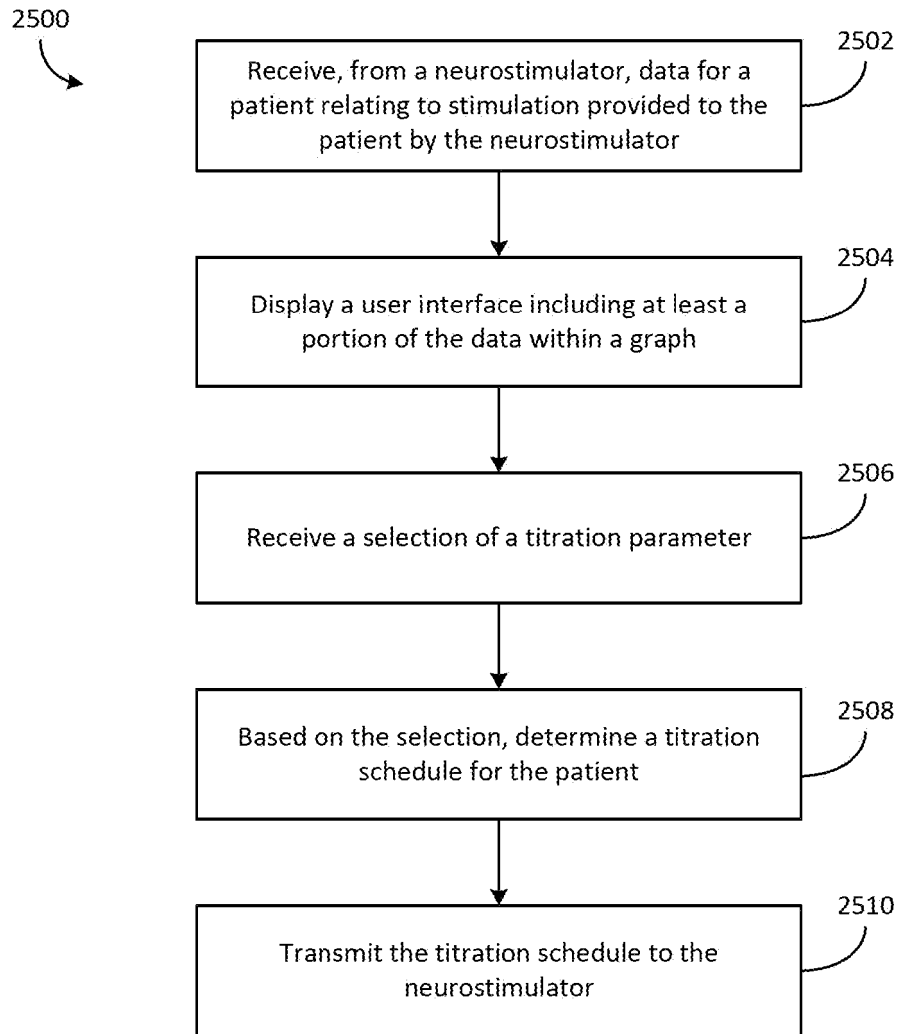 2500
2502
Receive, from a neurostimulator, data for a
patient relating to stimulation provided to the
patient by the neurostimulator
2504
Display a user interface including at least a
portion of the data within a graph
2506
Receive a selection of a titration parameter
2508
Based on the selection, determine a titration
schedule for the patient
2510
Transmit the titration schedule to the
neurostimulator